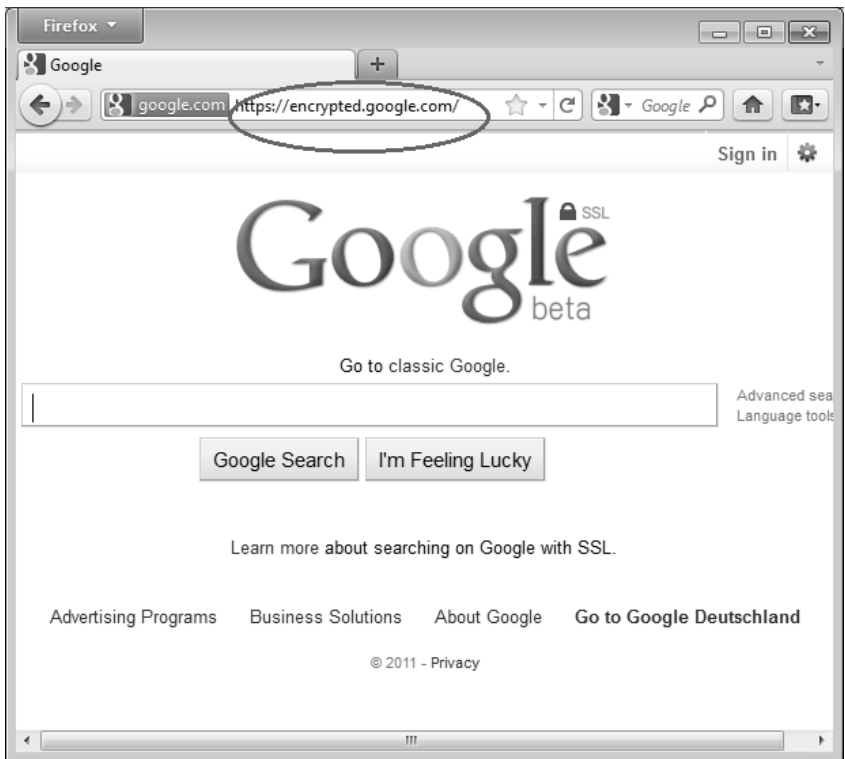 Firefox
Google
google.com https://encrypted.google.com/ Google
Sign in
Google SSL
beta
Go to classic Google.
Advanced sea
Language tools
Google Search I'm Feeling Lucky
Learn more about searching on Google with SSL.
Advertising Programs Business Solutions About Google Go to Google Deutschland
© 2011 - Privacy